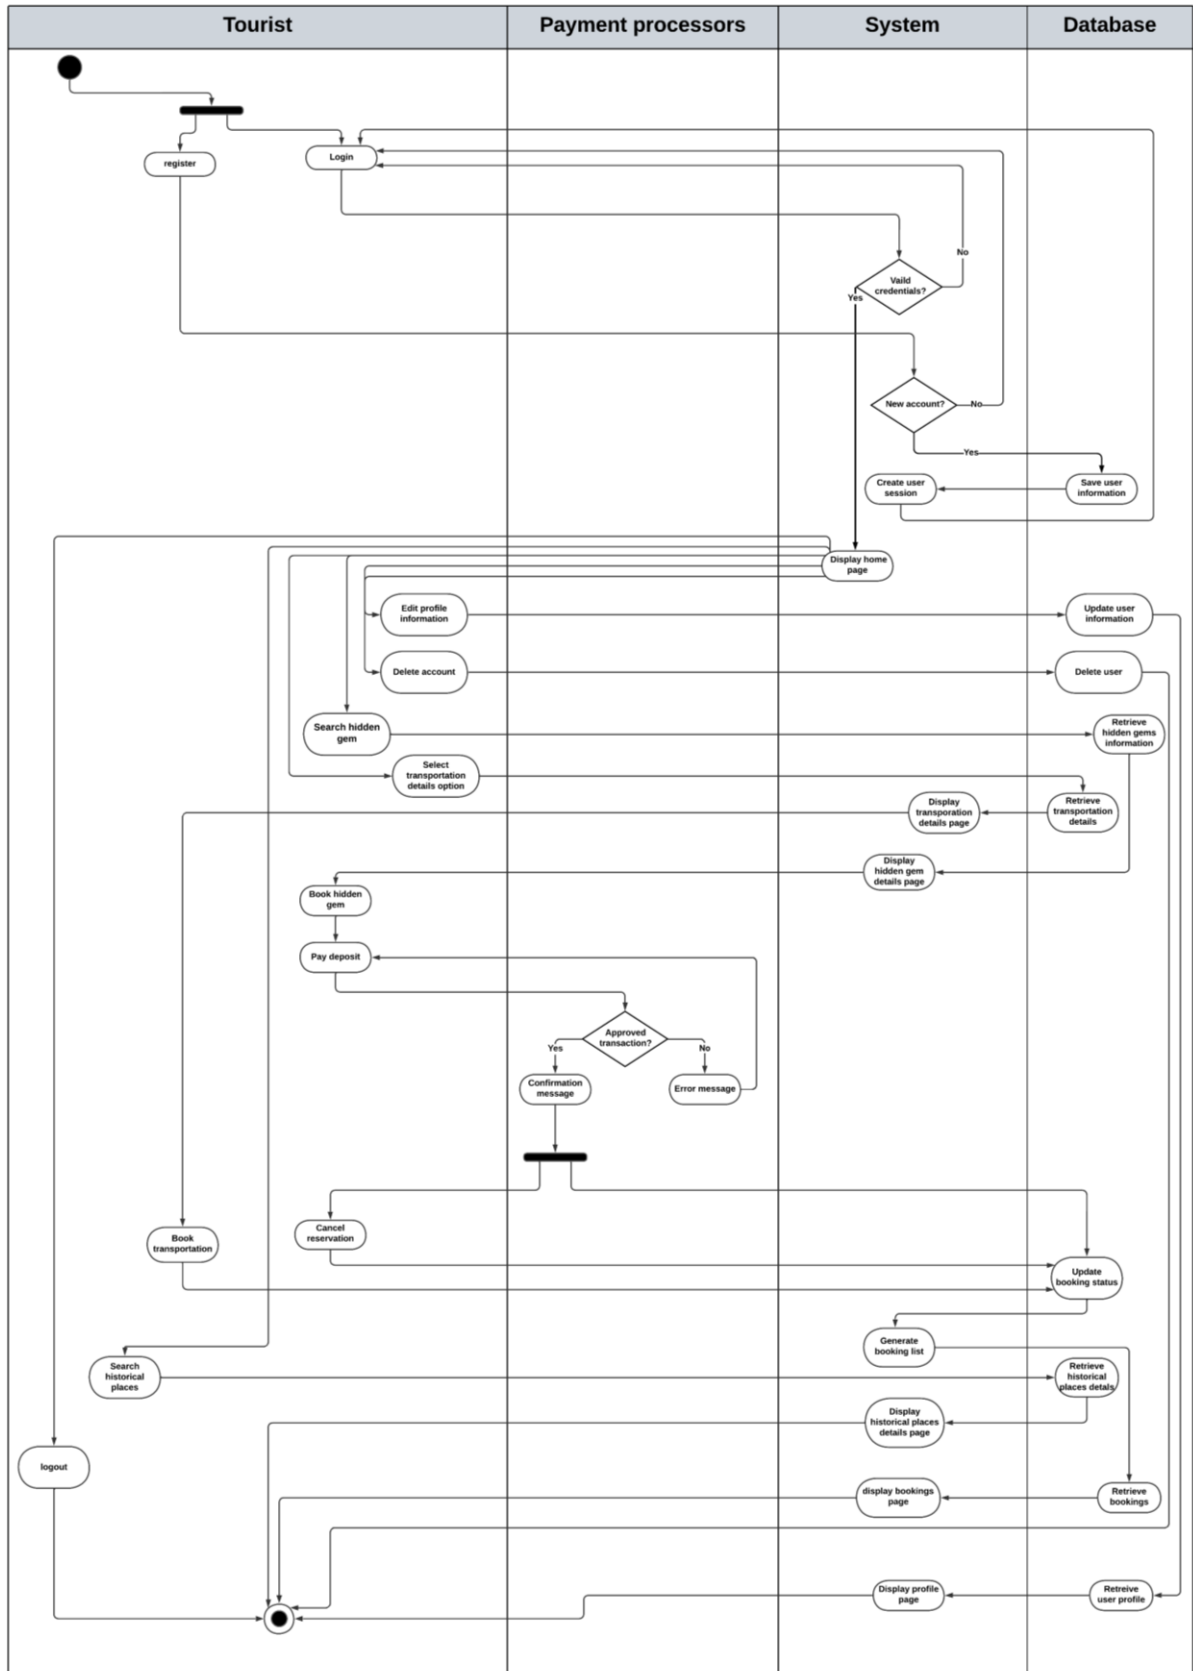 Tourist
Payment processors
System
Database
register
Login
No
Vaild
credentials?
Yes
New account?
No
Yes
Create user
session
Save user
information
Display home
page
Edit profile
information
Update user
information
Delete account
Delete user
Search hidden
gem
Retrieve
hidden gems
information
Select
transportation
details option
Display
transporation
details page
Retrieve
transportation
details
Display
hidden gem
details page
Book hidden
gem
Pay deposit
Approved
transaction?
Yes
No
Confirmation
message
Error message
Book
transportation
Cancel
reservation
Update
booking status
Generate
booking list
Search
historical
places
Retrieve
historical
places detals
Display
historical places
details page
logout
display bookings
page
Retrieve
bookings
Display profile
page
Retreive
user profile